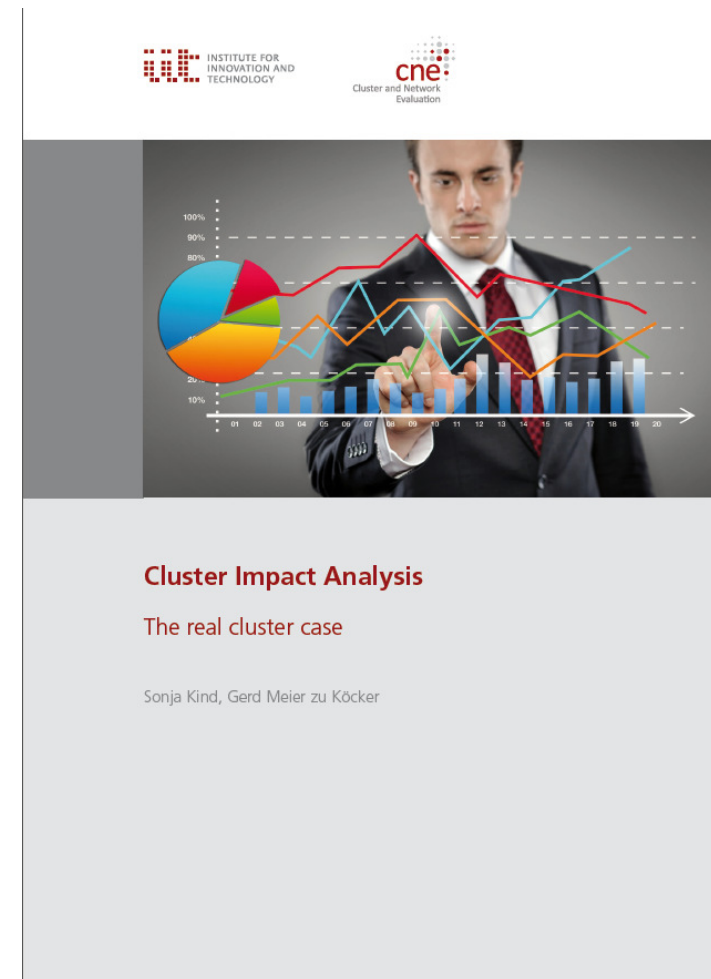 iit INSTITUTE FOR
INNOVATION AND
TECHNOLOGY
cne
Cluster and Network
Evaluation
100%
90%
80%
20%
10%
01 02 03 04 05 06 07 08 09 10 11 12 13 14 15 16 17 18 19 20
Cluster Impact Analysis
The real cluster case
Sonja Kind, Gerd Meier zu Köcker